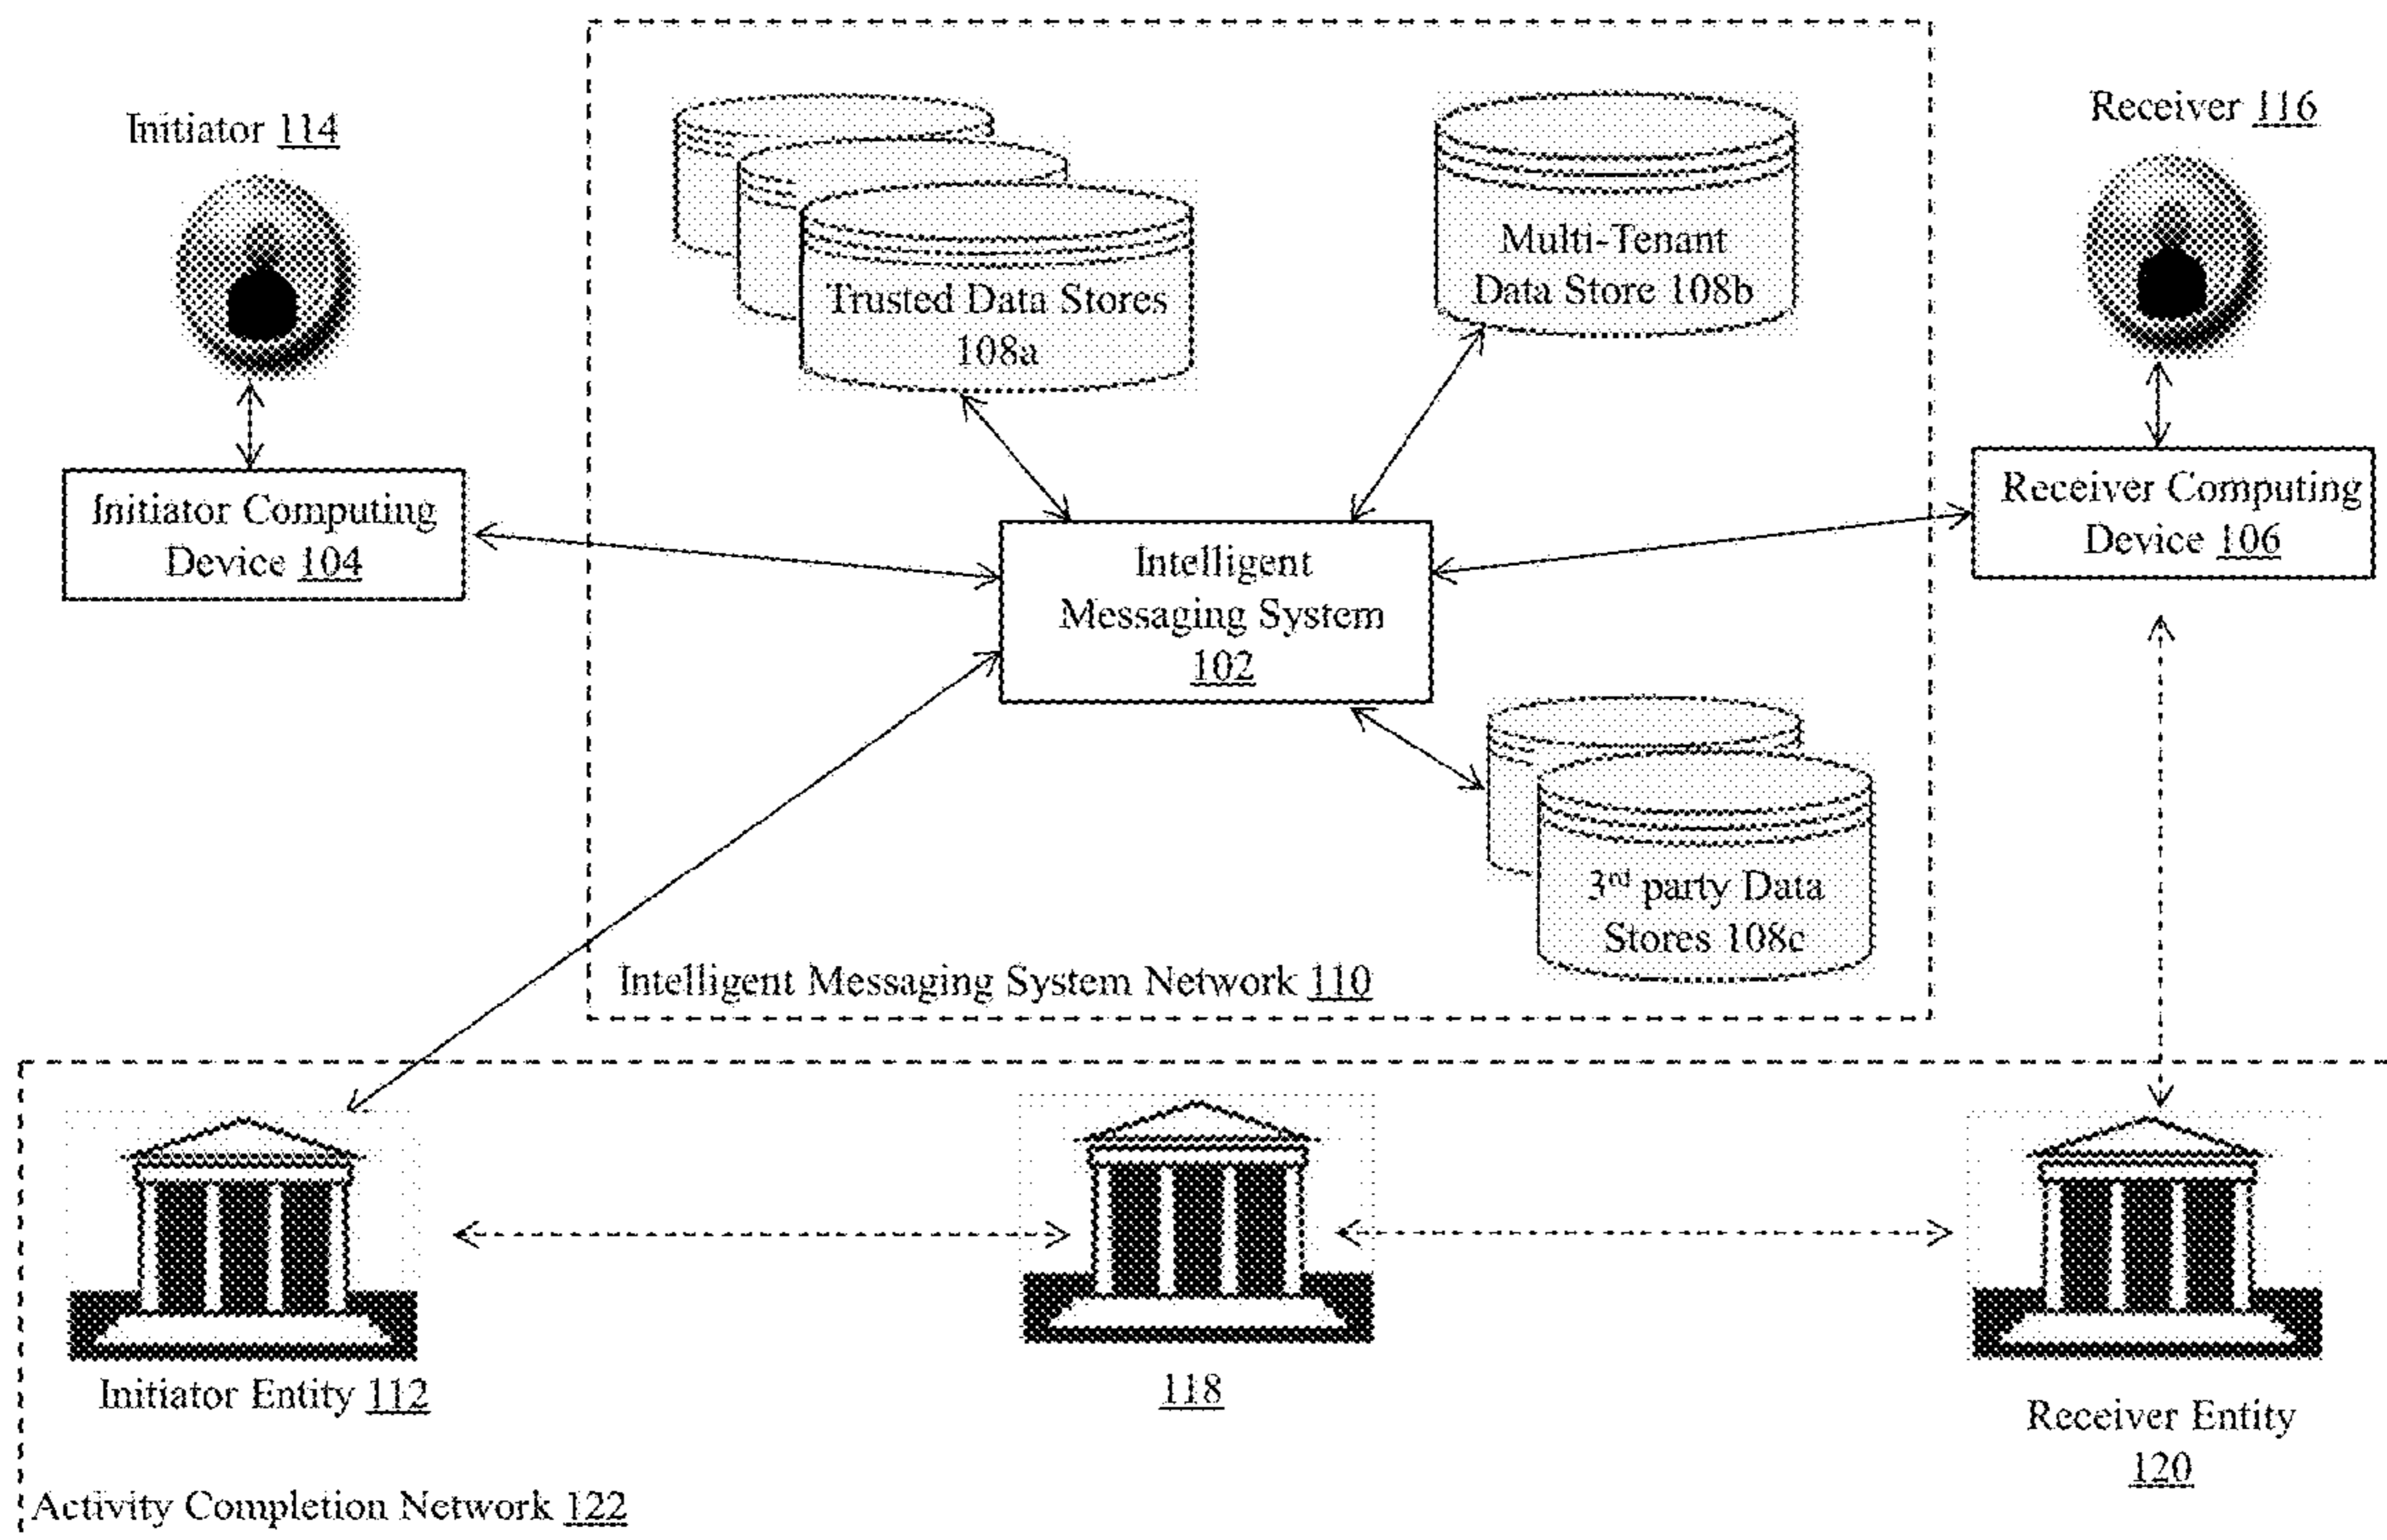 Initiator 114
Receiver 116
Trusted Data Stores
108a
Multi-Tenant
Data Store 108b
Initiator Computing
Device 104
Receiver Computing
Device 106
Intelligent
Messaging System
102
3rd party Data
Stores 108c
Intelligent Messaging System Network 110
Initiator Entity 112
118
Receiver Entity
120
Activity Completion Network 122